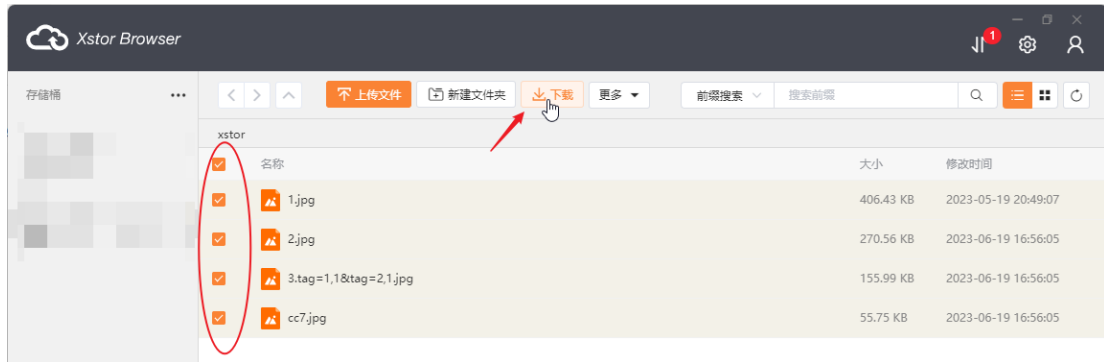 Xstor Browser
1
存储桶
上传文件 新建文件夹 下载 更多 前缀搜索 搜索前缀
xstor
名称 大小 修改时间
1.jpg 406.43 KB 2023-05-19 20:49:07
2.jpg 270.56 KB 2023-06-19 16:56:05
3.tag=1,1&tag=2,1.jpg 155.99 KB 2023-06-19 16:56:05
cc7.jpg 55.75 KB 2023-06-19 16:56:05